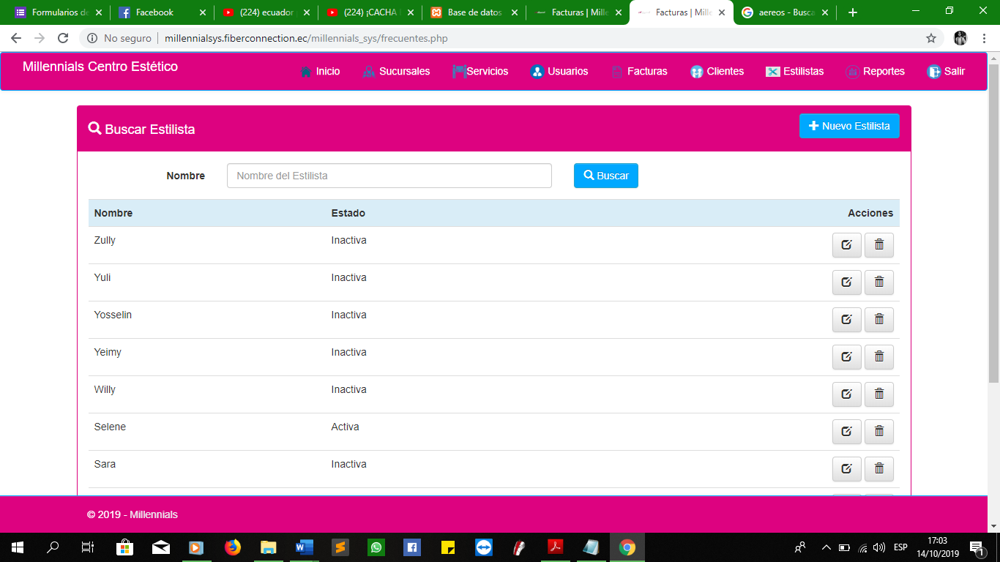 Formularios de
Facebook
(224) ecuador
(224) ¡CACHA
Base de datos
Facturas | Mille
Facturas | Mille
aereos - Busca
No seguro | millennialsys.fiberconnection.ec/millennials_sys/frecuentes.php
Millennials Centro Estético
Inicio
Sucursales
Servicios
Usuarios
Facturas
Clientes
Estilistas
Reportes
Salir
Buscar Estilista
Nuevo Estilista
Nombre
Nombre del Estilista
Buscar
Nombre Estado Acciones
Zully Inactiva
Yuli Inactiva
Yosselin Inactiva
Yeimy Inactiva
Willy Inactiva
Selene Activa
Sara Inactiva
© 2019 - Millennials
ESP
17:03
14/10/2019
1